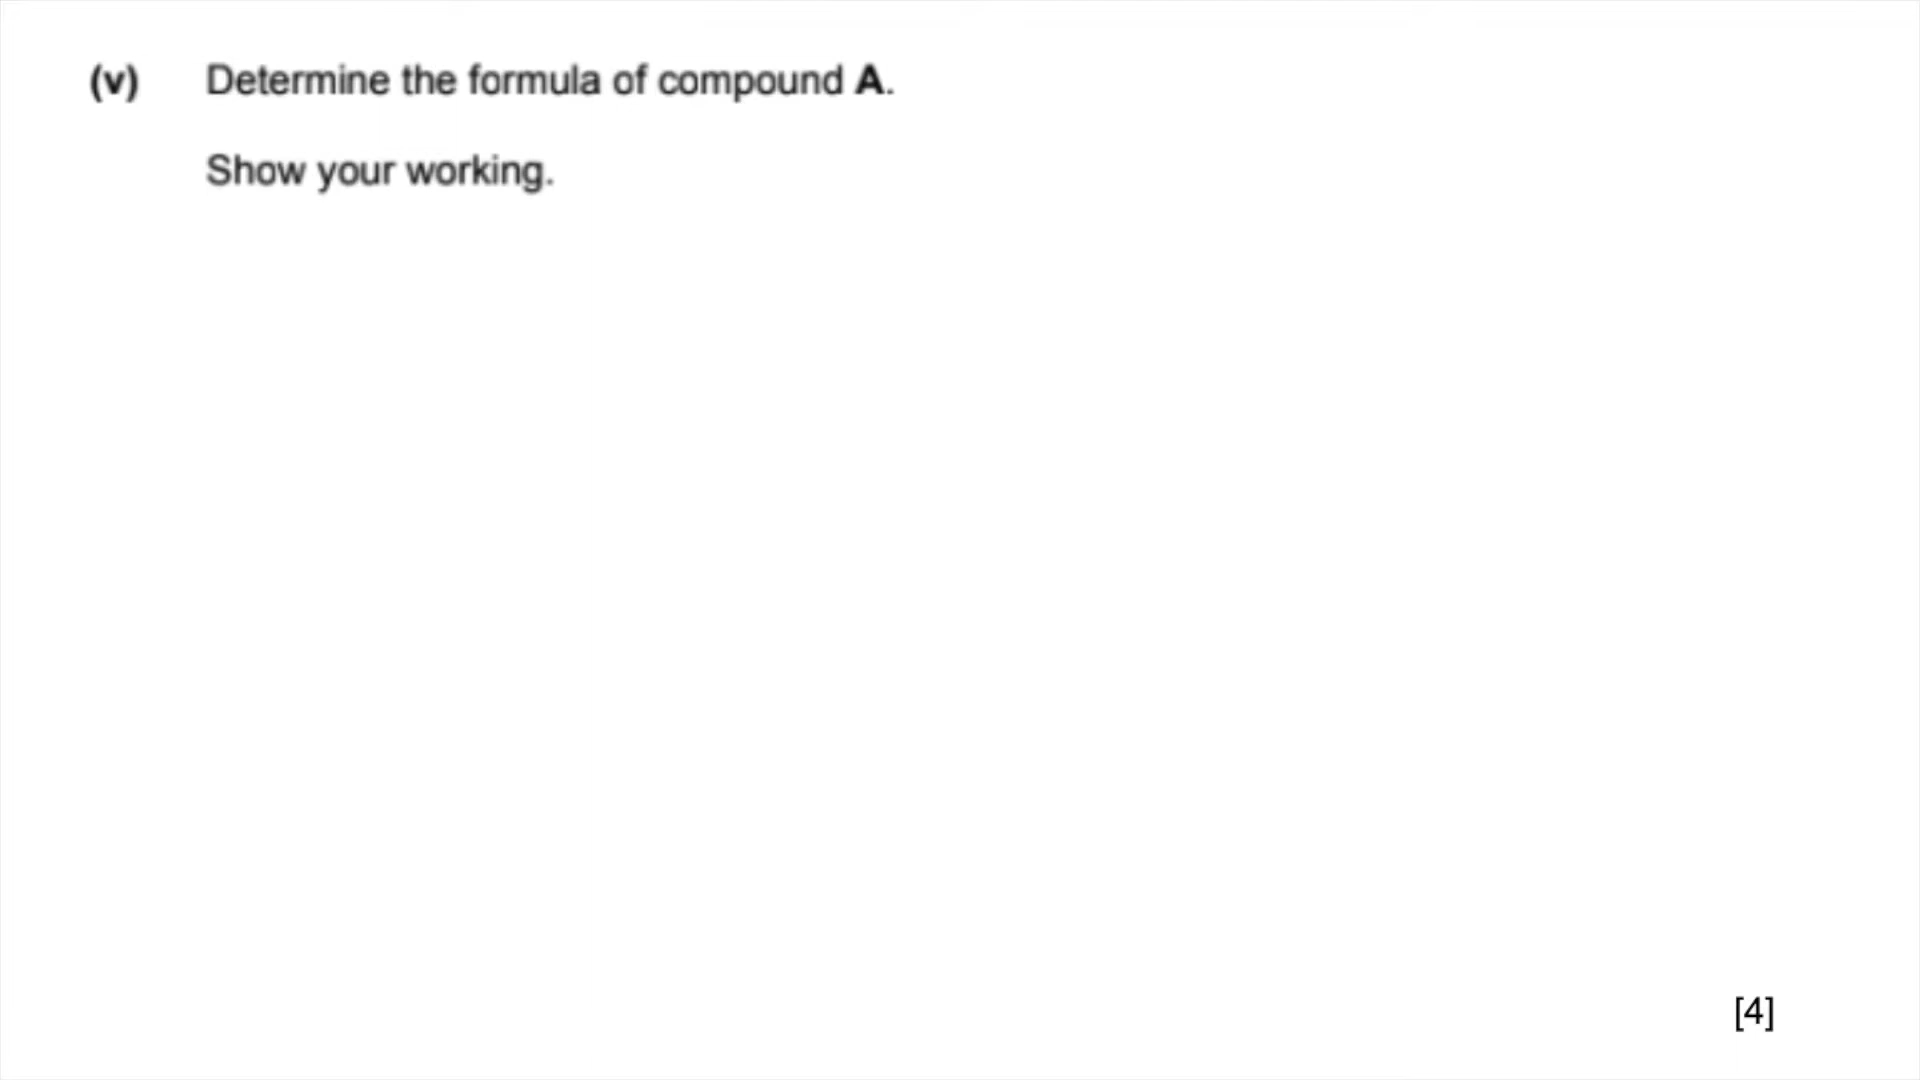 (v) Determine the formula of compound A.
Show your working.
[4]